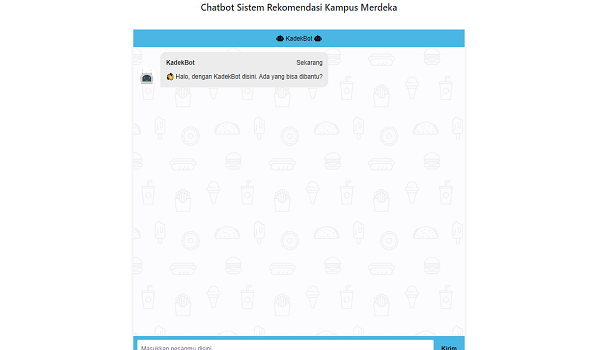 Chatbot Sistem Rekomendasi Kampus Merdeka
KadekBot
KadekBot Sekarang
Halo, dengan KadekBot disini. Ada yang bisa dibantu?
Masukkan pesanmu disini
Kirim